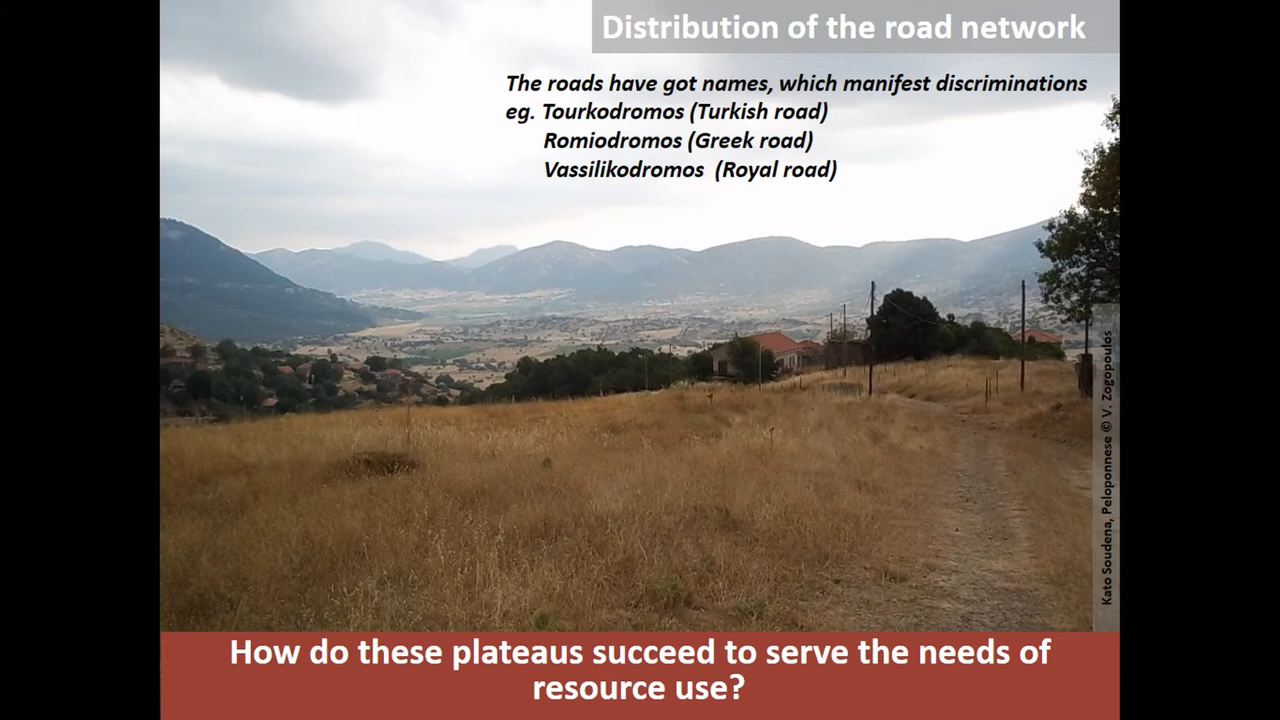 Distribution of the road network
The roads have got names, which manifest discriminations
eg. Tourkodromos (Turkish road)
Romiodromos (Greek road)
Vassilikodromos (Royal road)
Kato Soudena, Peloponnese © V. Zogopoulos
How do these plateaus succeed to serve the needs of
resource use?